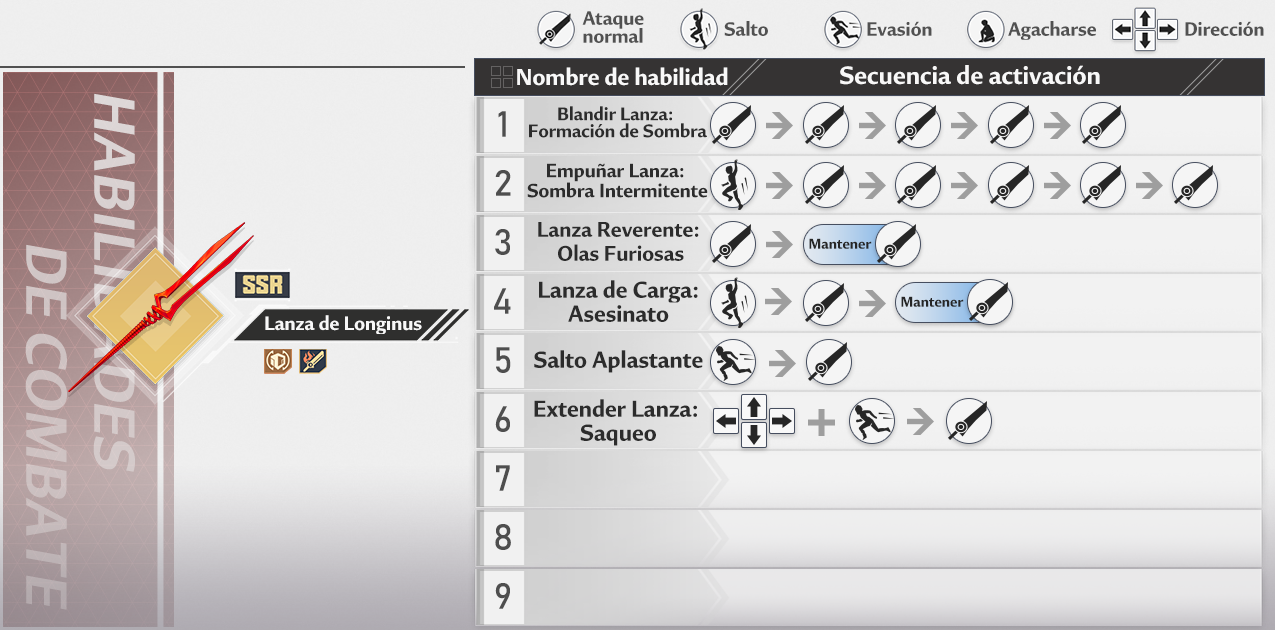 Ataque
normal
Salto
Evasión
Agacharse
Dirección
Nombre de habilidad
Secuencia de activación
HABILIDADES
DE COMBATE
SSR
Lanza de Longinus
1
Blandir Lanza:
Formación de Sombra
2
Empuñar Lanza:
Sombra Intermitente
3
Lanza Reverente:
Olas Furiosas
Mantener
4
Lanza de Carga:
Asesinato
Mantener
5
Salto Aplastante
6
Extender Lanza:
Saqueo
7
8
9